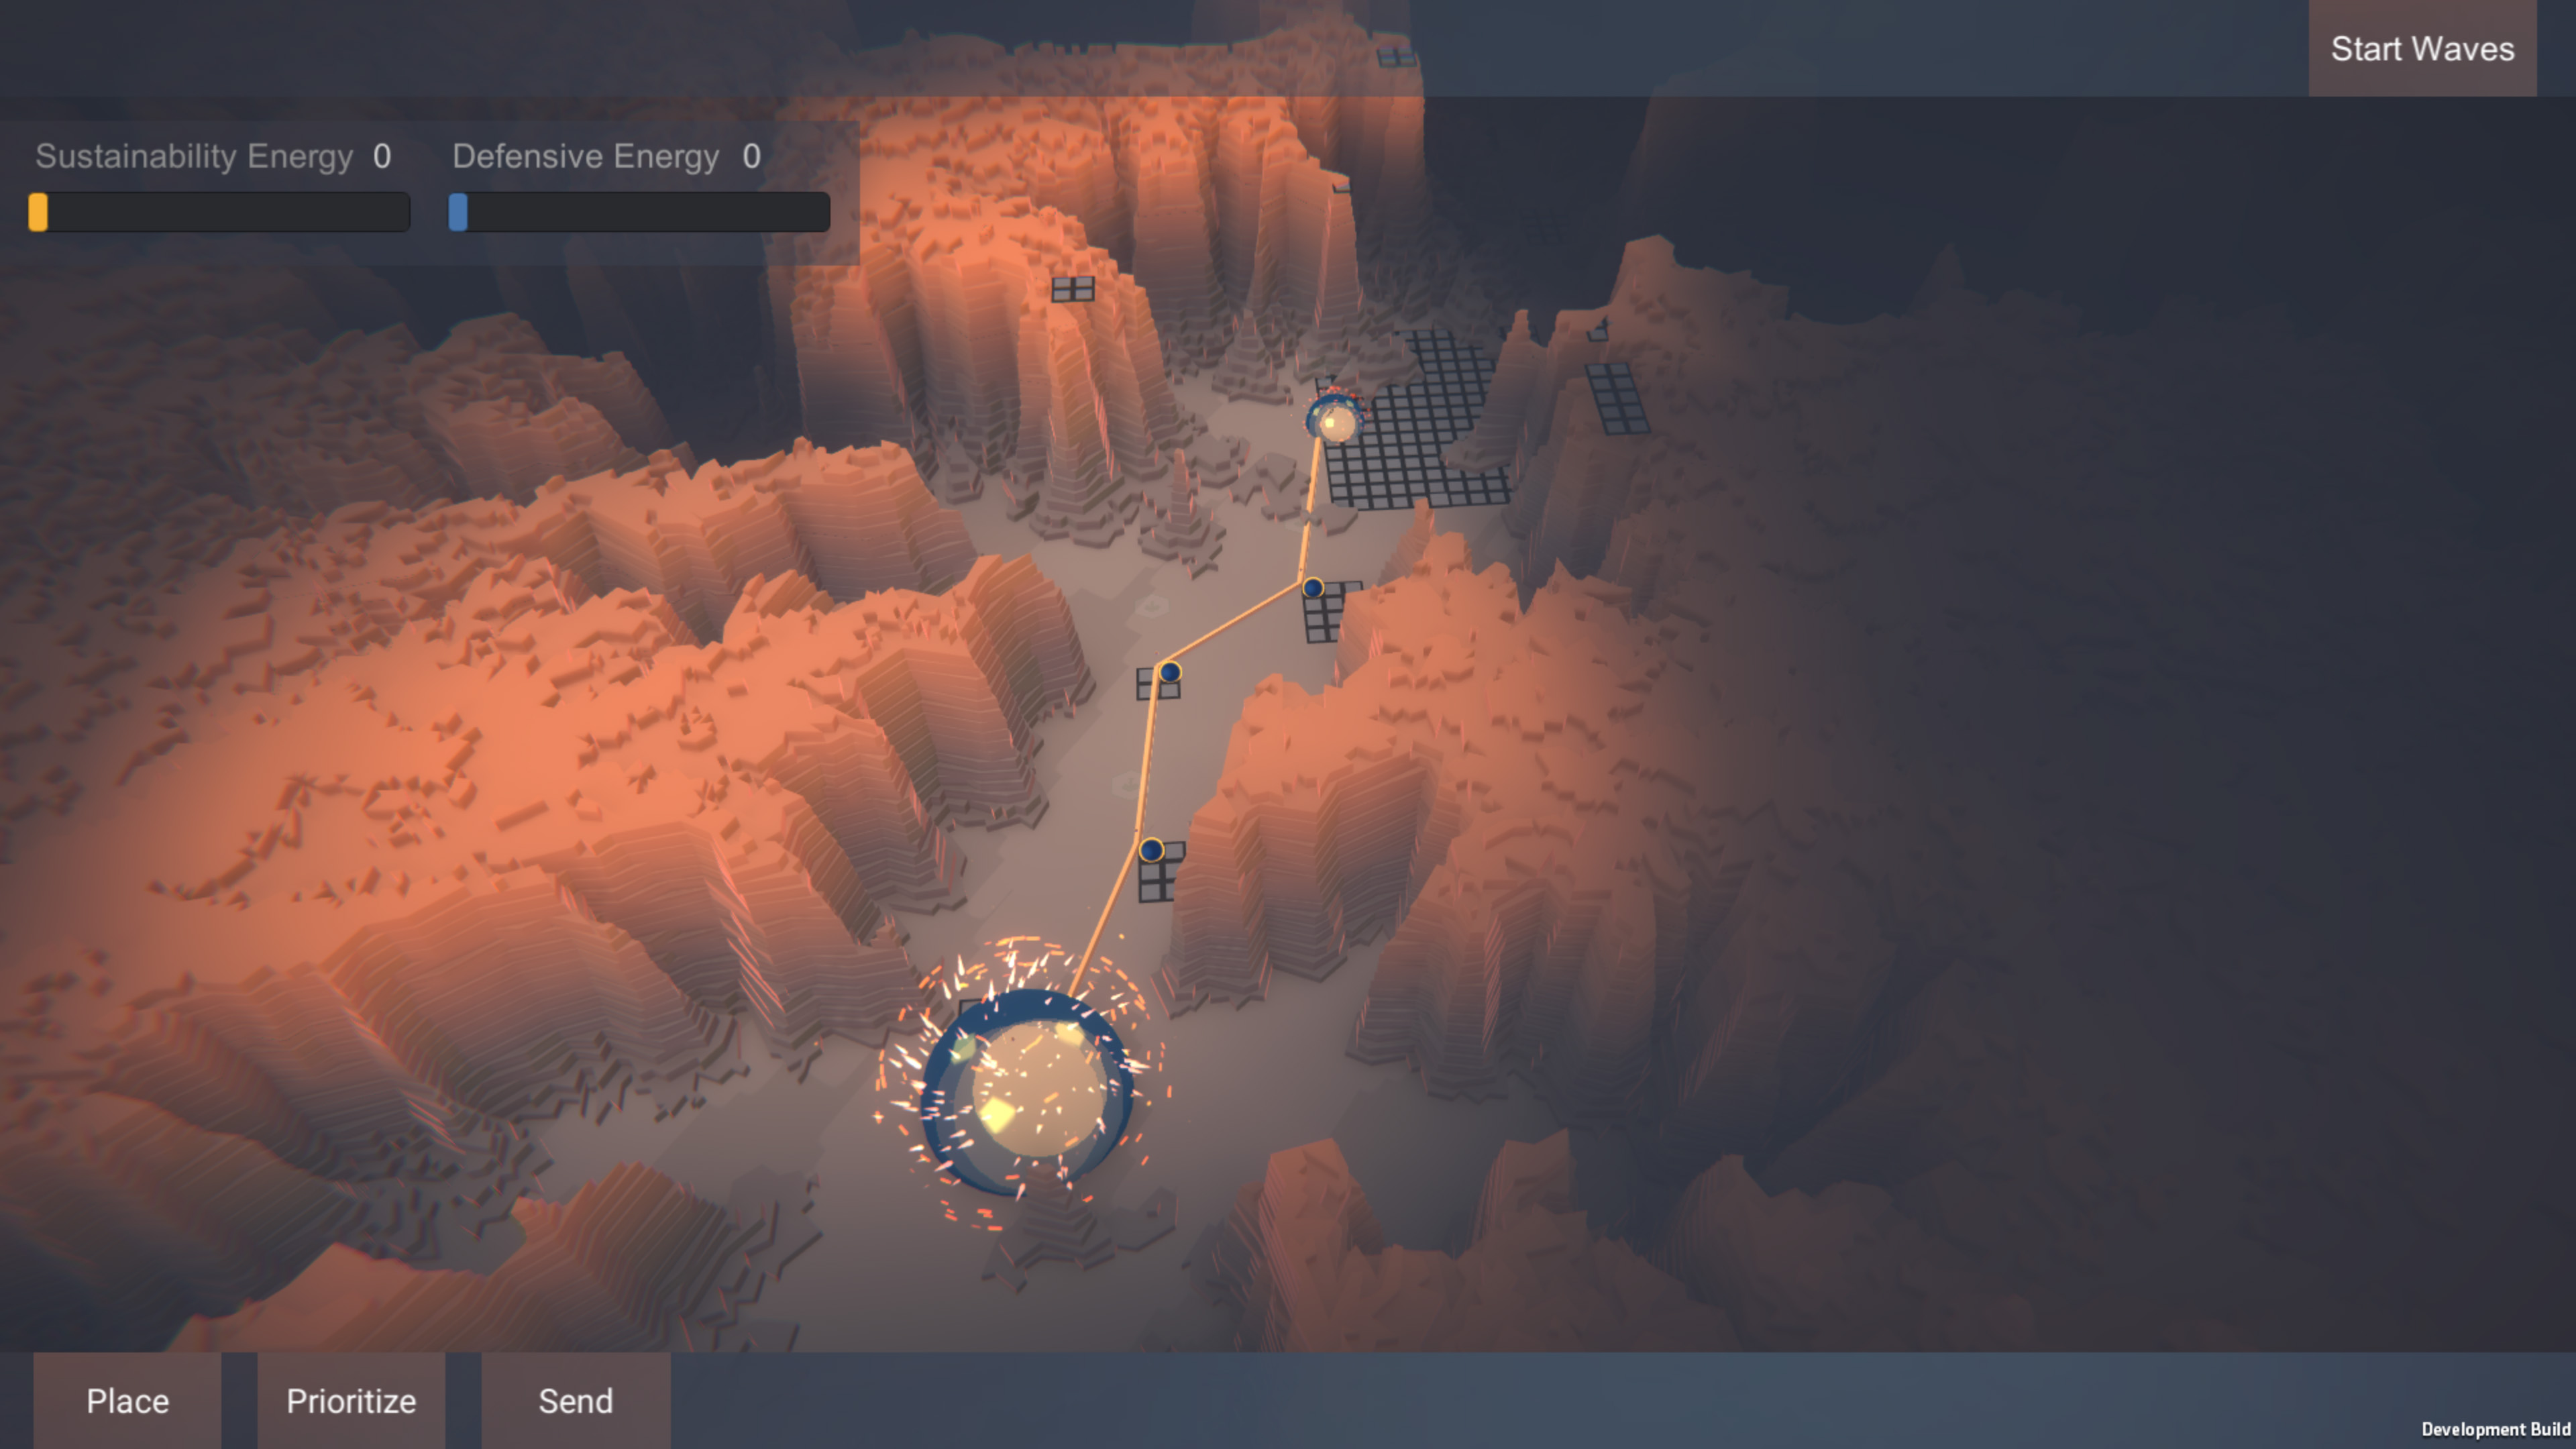 Start Waves
Sustainability Energy 0 Defensive Energy 0
Place Prioritize Send
Development Build